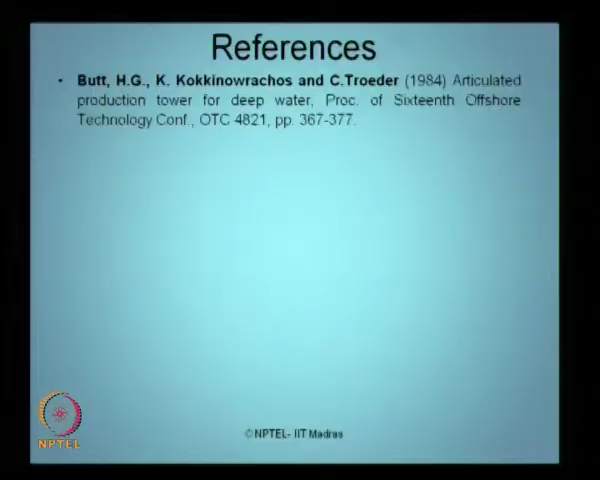 References
• Butt, H.G., K. Kokkinowrachos and C.Troeder (1984) Articulated
production tower for deep water, Proc. of Sixteenth Offshore
Technology Conf., OTC 4821, pp. 367-377.
NPTEL
©NPTEL- IIT Madras